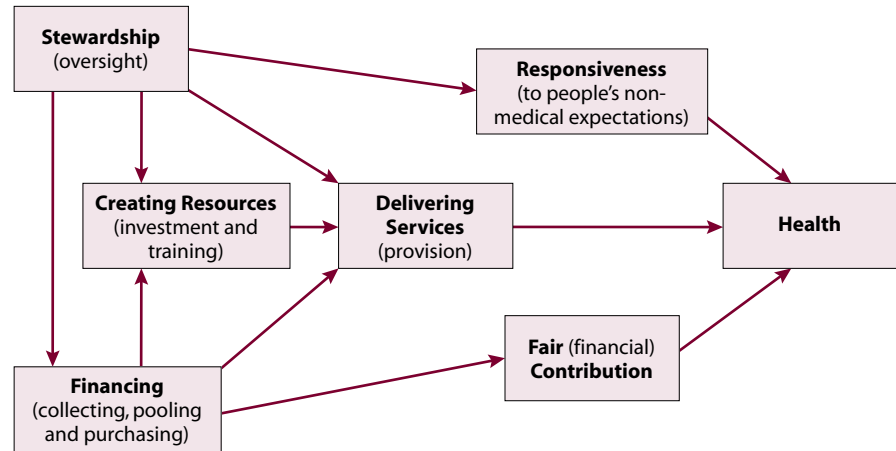 Stewardship
(oversight)
Responsiveness
(to people’s non-
medical expectations)
Creating Resources
(investment and
training)
Delivering
Services
(provision)
Health
Fair (financial)
Contribution
Financing
(collecting, pooling
and purchasing)